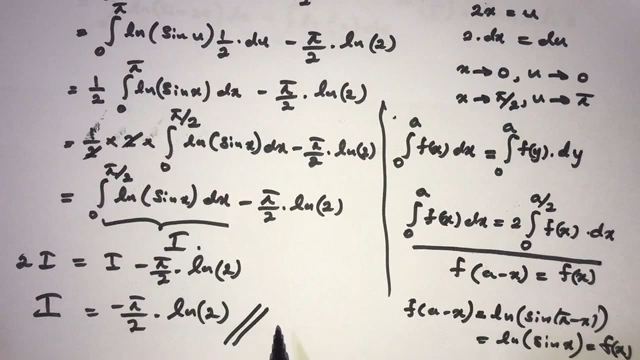 = ∫₀^π ln(sin u) 1/2 · du − π/2 · ln(2)
= 1/2 ∫₀^π ln(sin x) dx − π/2 · ln(2)
= 1/2 × 2 × ∫₀^(π/2) ln(sin x) dx − π/2 · ln(2)
= ∫₀^(π/2) ln(sin x) dx − π/2 · ln(2)
I.
2I = I − π/2 · ln(2)
I = −π/2 · ln(2) //
2x = u
2 · dx = du
x → 0, u → 0
x → π/2, u → π
∫₀^a f(x) dx = ∫₀^a f(y) · dy
∫₀^a f(x) dx = 2 ∫₀^(a/2) f(x) · dx
f(a−x) = f(x)
f(a−x) = ln(sin(π−x))
= ln(sin x) = f(x)